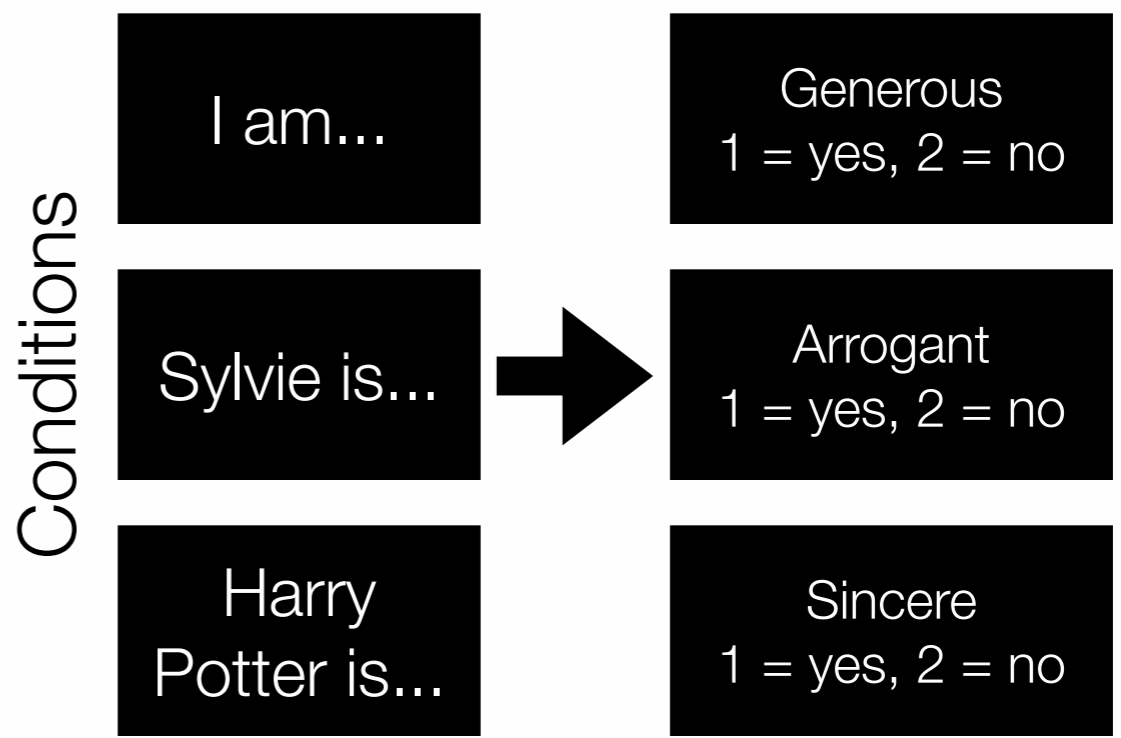 Conditions
I am...
Generous
1 = yes, 2 = no
Sylvie is...
Arrogant
1 = yes, 2 = no
Harry
Potter is...
Sincere
1 = yes, 2 = no